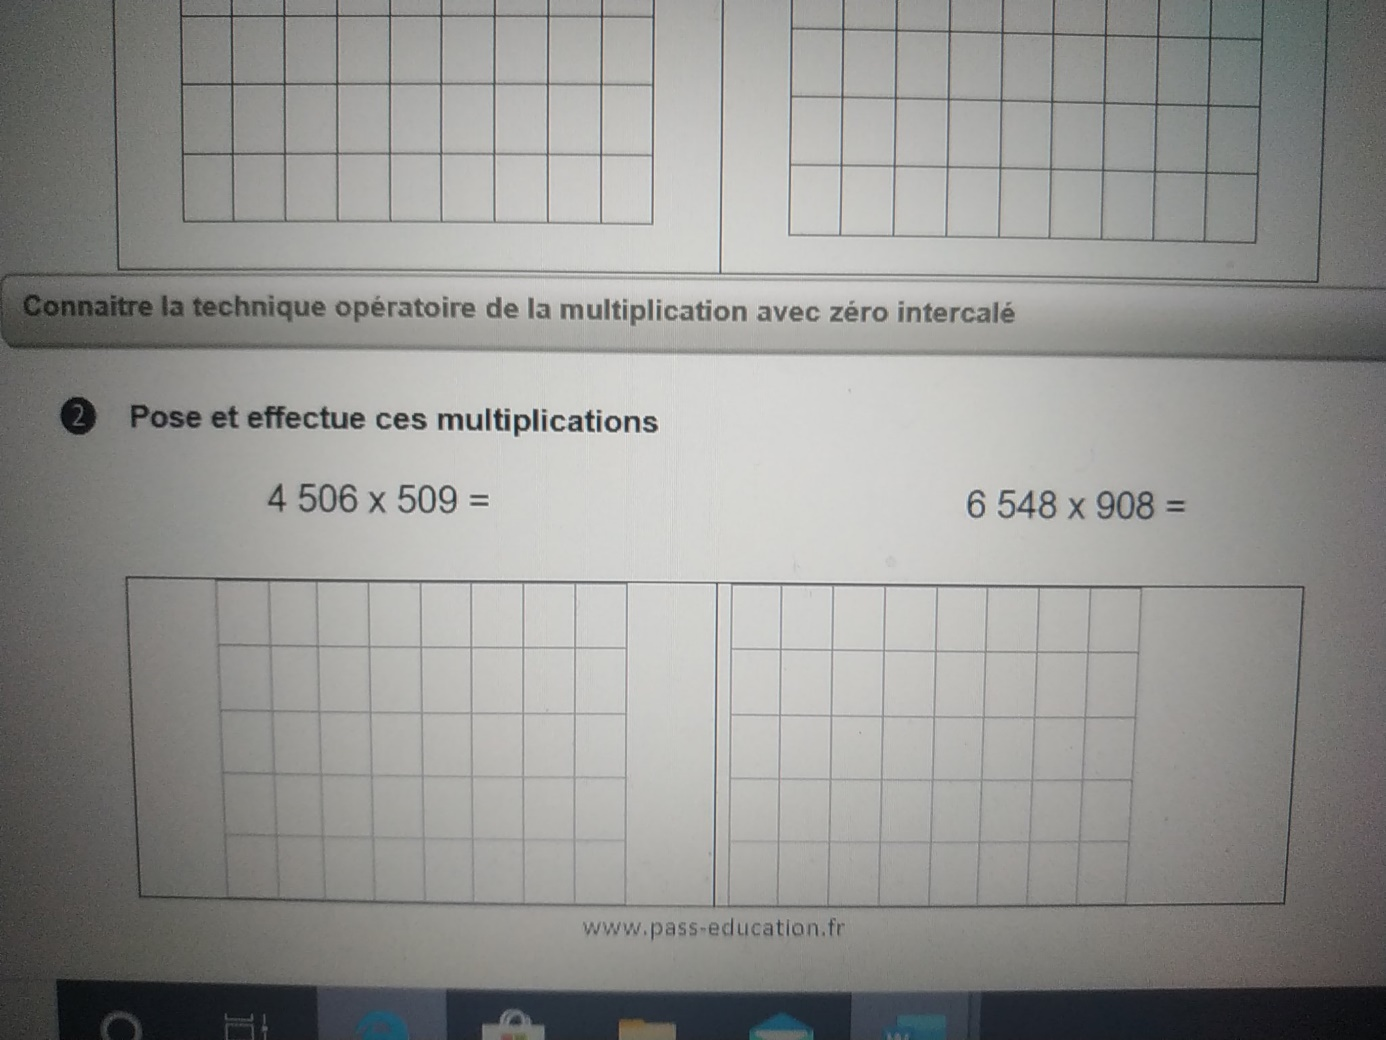 Connaitre la technique opératoire de la multiplication avec zéro intercalé
2 Pose et effectue ces multiplications
4 506 x 509 =
6 548 x 908 =
www.pass-education.fr